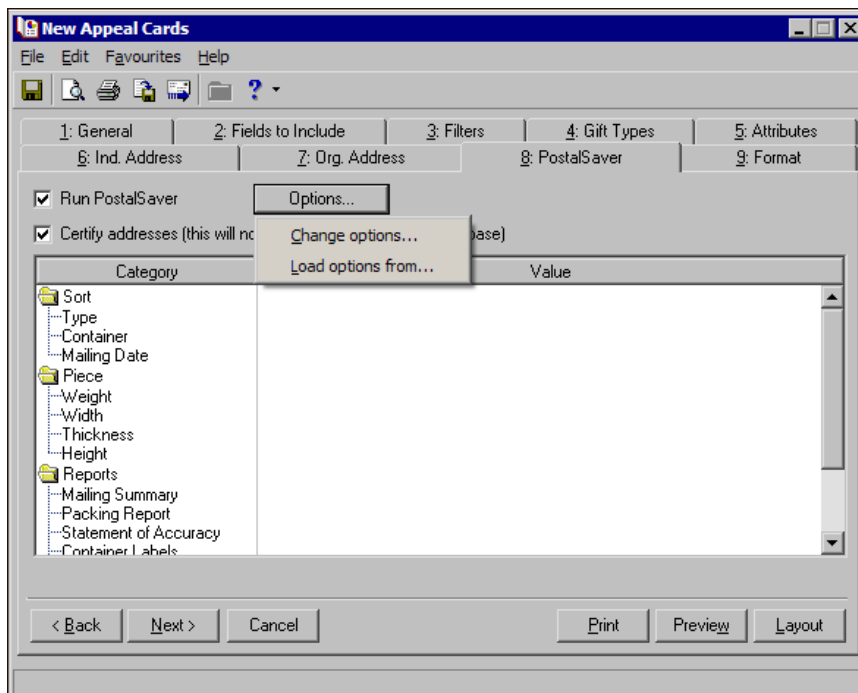 New Appeal Cards
File Edit Favourites Help
1: General 2: Fields to Include 3: Filters 4: Gift Types 5: Attributes
6: Ind. Address 7: Org. Address 8: PostalSaver 9: Format
Run PostalSaver Options...
Change options...
Certify addresses (this will base)
Load options from...
Category Value
Sort
Type
Container
Mailing Date
Piece
Weight
Width
Thickness
Height
Reports
Mailing Summary
Packing Report
Statement of Accuracy
Container Labels
< Back Next > Cancel Print Preview Layout